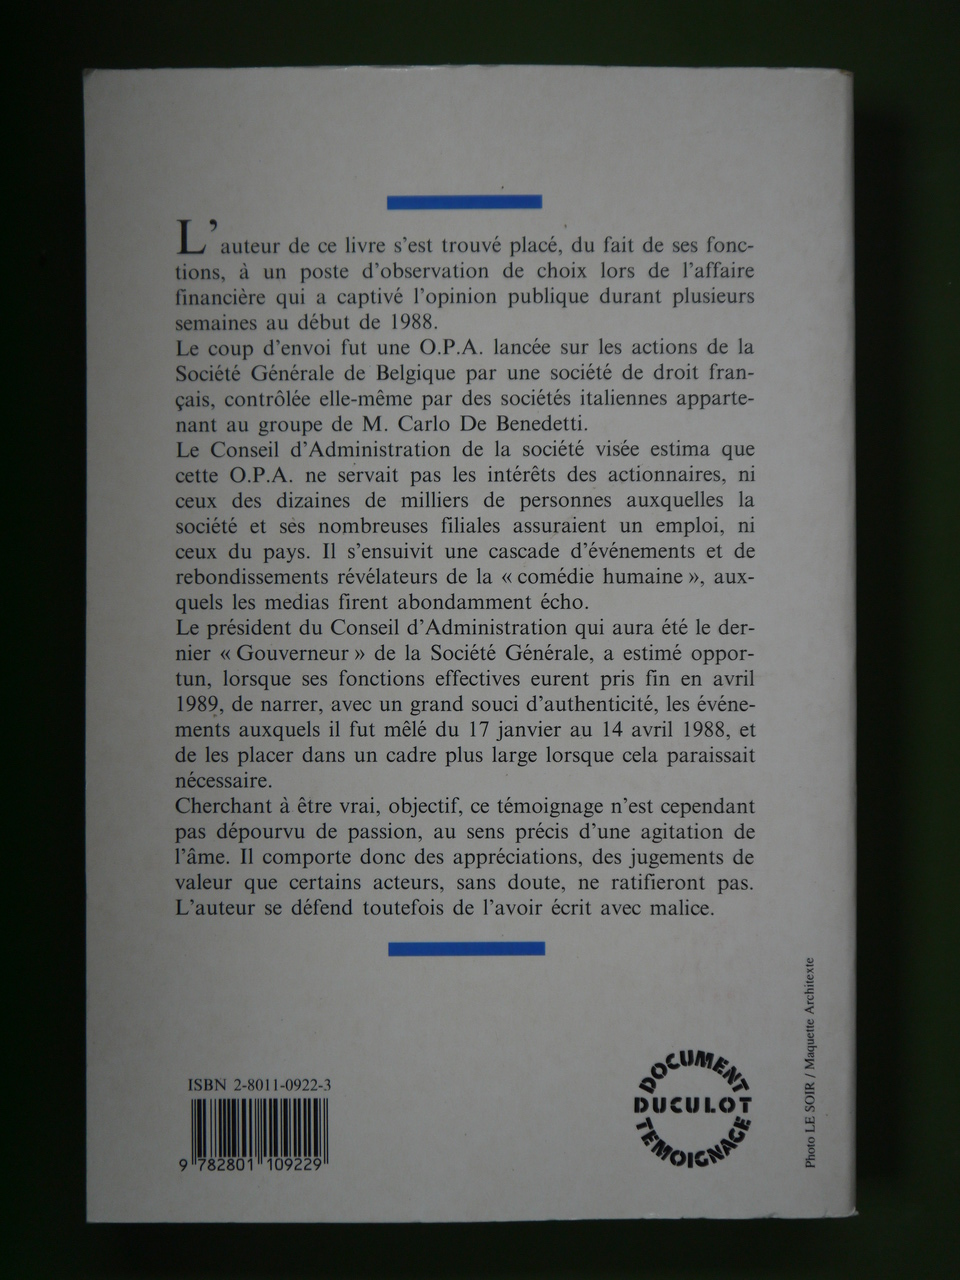 L'auteur de ce livre s'est trouvé placé, du fait de ses fonc-
tions, à un poste d'observation de choix lors de l'affaire
financière qui a captivé l'opinion publique durant plusieurs
semaines au début de 1988.
Le coup d'envoi fut une O.P.A. lancée sur les actions de la
Société Générale de Belgique par une société de droit fran-
çais, contrôlée elle-même par des sociétés italiennes apparte-
nant au groupe de M. Carlo De Benedetti.
Le Conseil d'Administration de la société visée estima que
cette O.P.A. ne servait pas les intérêts des actionnaires, ni
ceux des dizaines de milliers de personnes auxquelles la
société et ses nombreuses filiales assuraient un emploi, ni
ceux du pays. Il s'ensuivit une cascade d'événements et de
rebondissements révélateurs de la « comédie humaine », aux-
quels les medias firent abondamment écho.
Le président du Conseil d'Administration qui aura été le der-
nier « Gouverneur » de la Société Générale, a estimé oppor-
tun, lorsque ses fonctions effectives eurent pris fin en avril
1989, de narrer, avec un grand souci d'authenticité, les événe-
ments auxquels il fut mêlé du 17 janvier au 14 avril 1988, et
de les placer dans un cadre plus large lorsque cela paraissait
nécessaire.
Cherchant à être vrai, objectif, ce témoignage n'est cependant
pas dépourvu de passion, au sens précis d'une agitation de
l'âme. Il comporte donc des appréciations, des jugements de
valeur que certains acteurs, sans doute, ne ratifieront pas.
L'auteur se défend toutefois de l'avoir écrit avec malice.
Photo LE SOIR / Maquette Architexte
ISBN 2-8011-0922-3
9 782801 109229
DOCUMENT
DUCULOT
TEMOIGNAGE